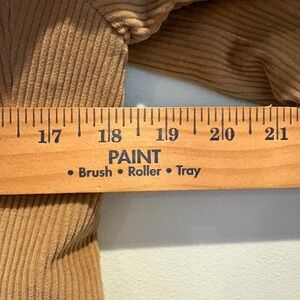 17 18 19 20 21
PAINT
• Brush • Roller • Tray